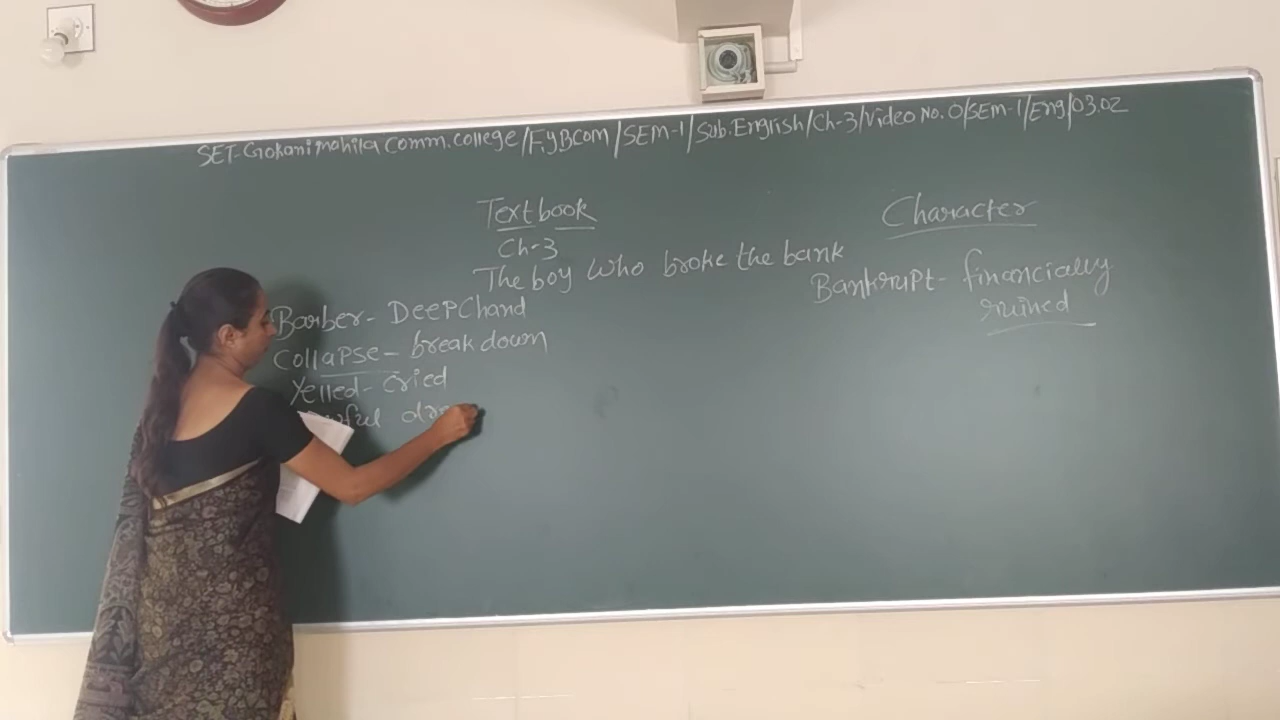 SET-Gokani Mahila Comm. College/F.yBCom/SEM-1/Sub.English/Ch-3/Video No. 0/SEm-1/Eng/03.02
Textbook
Ch-3
The boy who broke the bank
Barber- DeepChand
Collapse- break down
Yelled- Cried
Character
Bankrupt- financially
ruined